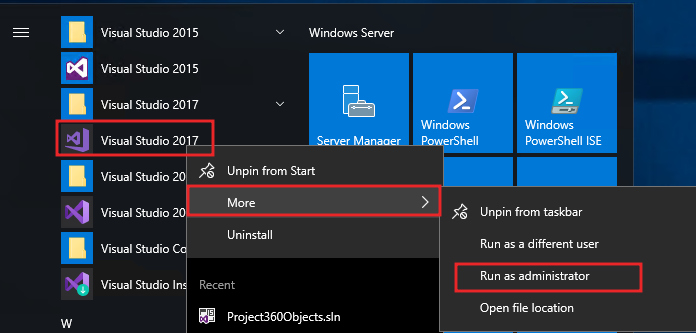 Visual Studio 2015
Windows Server
Visual Studio 2015
Visual Studio 2017
Server Manager
Windows
PowerShell
Windows
PowerShell ISE
Visual Studio 2017
Visual Studio 20
Visual Studio 20
Visual Studio Co
Visual Studio Ins
W
Unpin from Start
More
Uninstall
Recent
Project360Objects.sln
Unpin from taskbar
Run as a different user
Run as administrator
Open file location